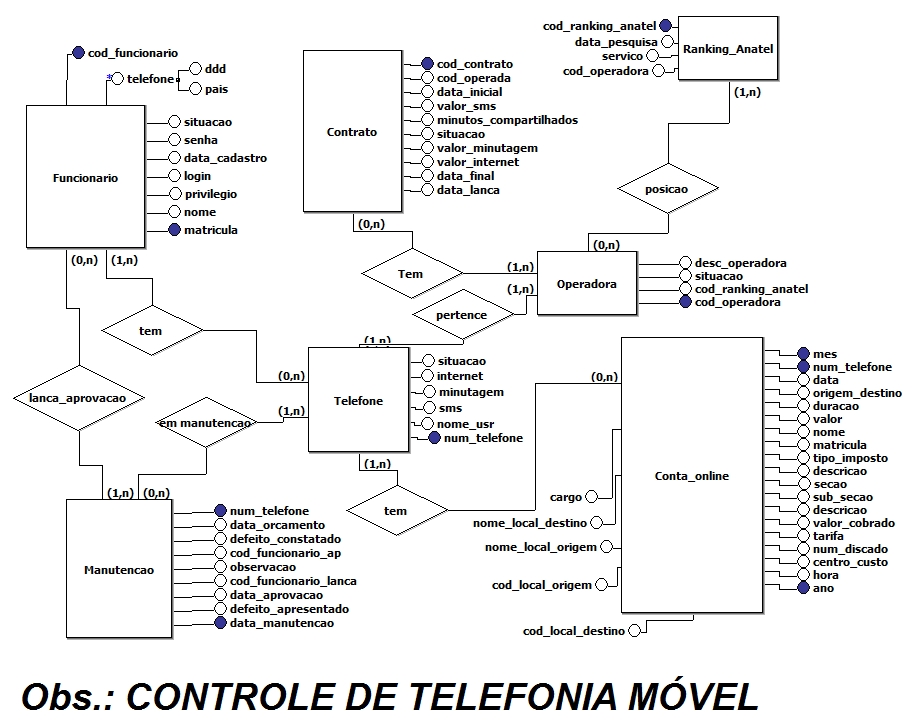 cod_funcionario
* telefone
ddd
pais
Funcionario
situacao
senha
data_cadastro
login
privilegio
nome
matricula
(0,n) (1,n)
Contrato
cod_contrato
cod_operada
data_inicial
valor_sms
minutos_compartilhados
situacao
valor_minutagem
valor_internet
data_final
data_lanca
(0,n)
cod_ranking_anatel
data_pesquisa
servico
cod_operadora
Ranking_Anatel
(1,n)
posicao
(0,n)
Tem
(1,n)
(1,n)
pertence
(1,n)
Operadora
desc_operadora
situacao
cod_ranking_anatel
cod_operadora
tem
(0,n)
lanca_aprovacao
em manutencao
(1,n)
Telefone
situacao
internet
minutagem
sms
nome_usr
num_telefone
(1,n)
tem
(0,n)
Conta_online
mes
num_telefone
data
origem_destino
duracao
valor
nome
matricula
tipo_imposto
descricao
secao
sub_secao
descricao
valor_cobrado
tarifa
num_discado
centro_custo
hora
ano
cargo
nome_local_destino
nome_local_origem
cod_local_origem
cod_local_destino
(1,n) (0,n)
Manutencao
num_telefone
data_orcamento
defeito_constatado
cod_funcionario_ap
observacao
cod_funcionario_lanca
data_aprovacao
defeito_apresentado
data_manutencao
Obs.: CONTROLE DE TELEFONIA MÓVEL